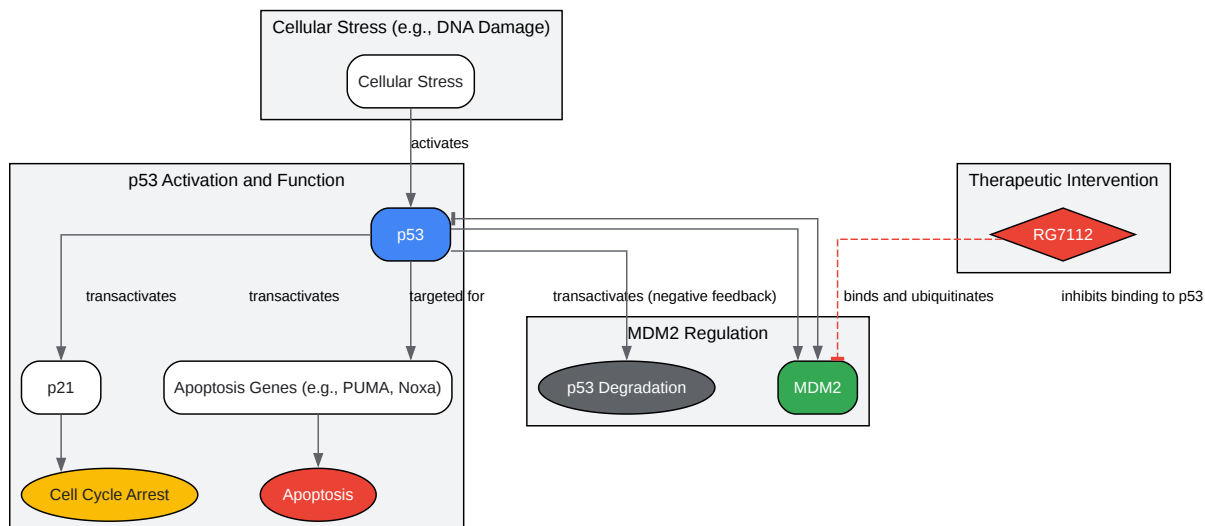 Cellular Stress (e.g., DNA Damage)
Cellular Stress
activates
p53 Activation and Function
Therapeutic Intervention
p53
RG7112
transactivates
transactivates
targeted for
transactivates (negative feedback)
binds and ubiquitinates
inhibits binding to p53
MDM2 Regulation
p21
Apoptosis Genes (e.g., PUMA, Noxa)
p53 Degradation
MDM2
Cell Cycle Arrest
Apoptosis